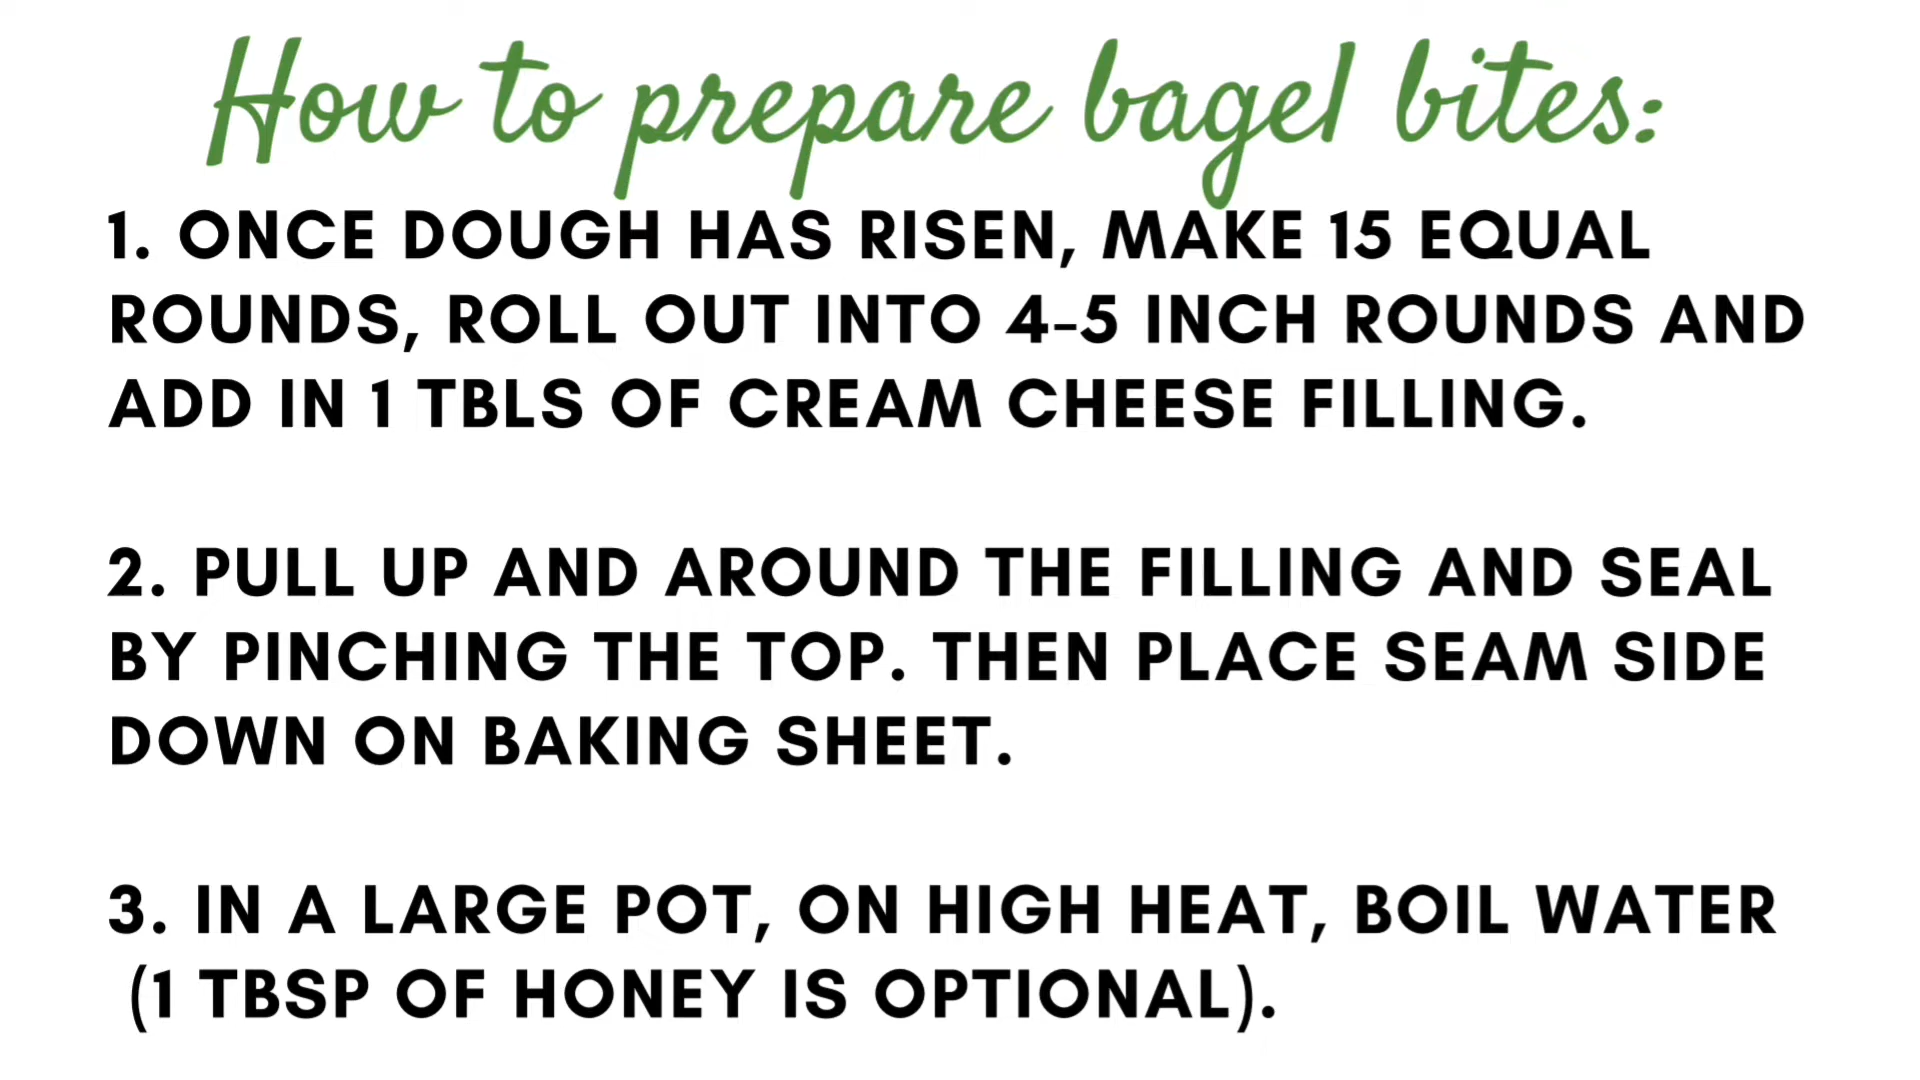 How to prepare bagel bites:
1. ONCE DOUGH HAS RISEN, MAKE 15 EQUAL
ROUNDS, ROLL OUT INTO 4-5 INCH ROUNDS AND
ADD IN 1 TBLS OF CREAM CHEESE FILLING.
2. PULL UP AND AROUND THE FILLING AND SEAL
BY PINCHING THE TOP. THEN PLACE SEAM SIDE
DOWN ON BAKING SHEET.
3. IN A LARGE POT, ON HIGH HEAT, BOIL WATER
(1 TBSP OF HONEY IS OPTIONAL).